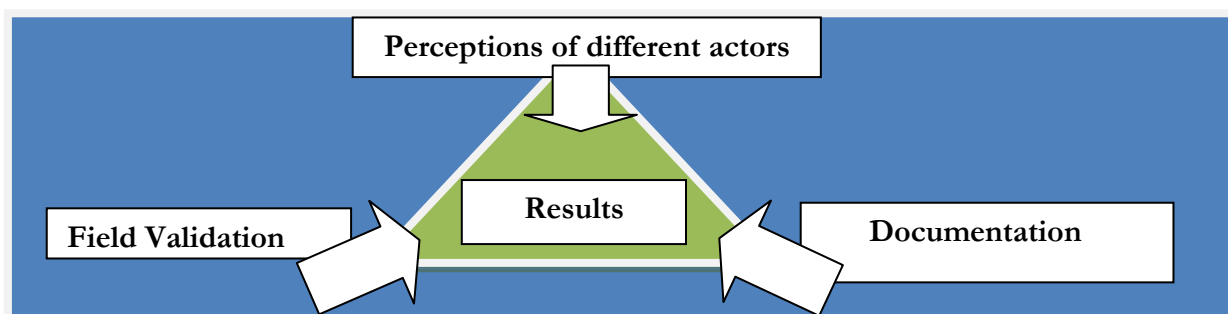 Perceptions of different actors
Results
Field Validation
Documentation